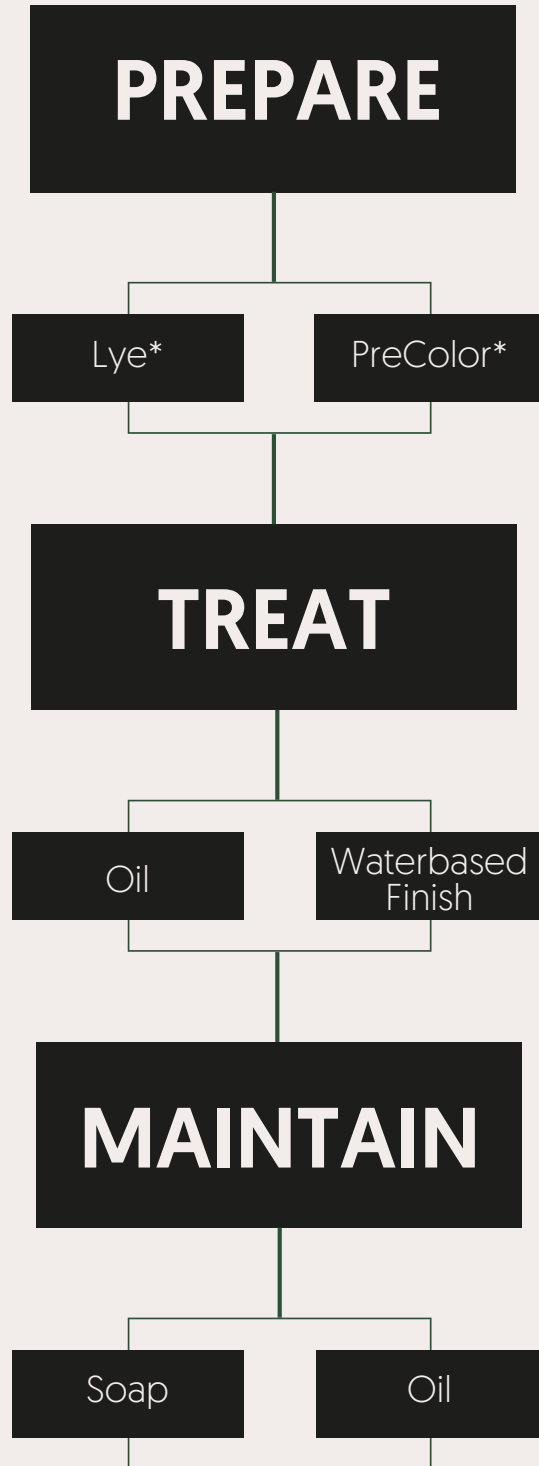 PREPARE
Lye*
PreColor*
TREAT
Oil
Waterbased
Finish
MAINTAIN
Soap
Oil